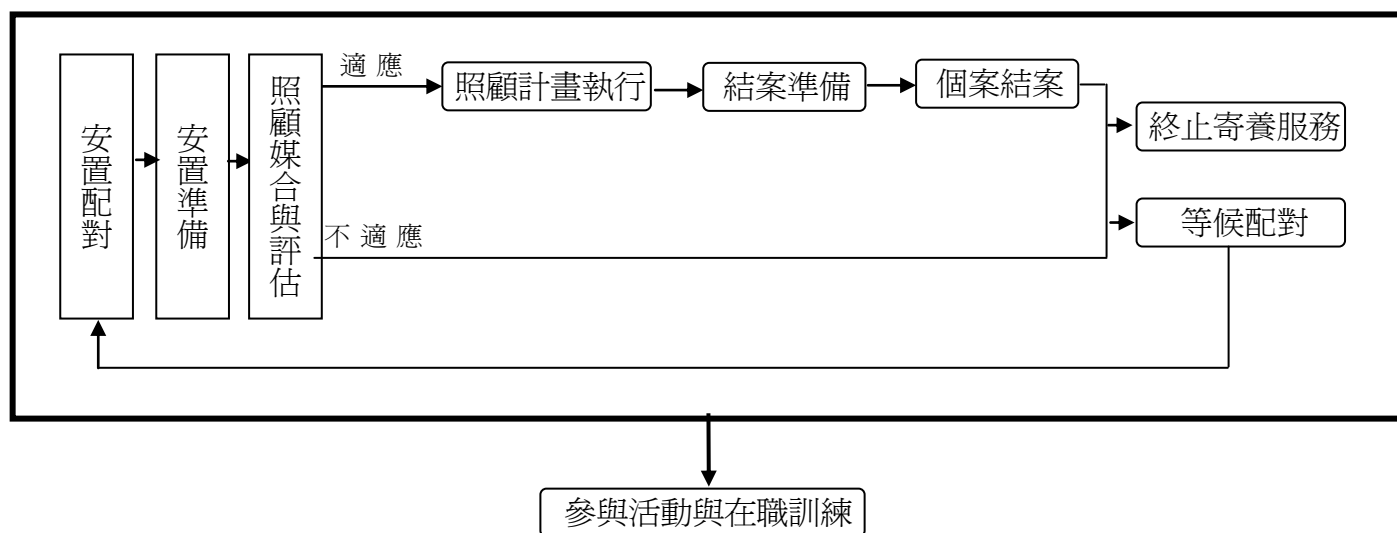 安置配對
安置準備
照顧媒合與評估
適應
照顧計畫執行
結案準備
個案結案
終止寄養服務
不適應
等候配對
參與活動與在職訓練